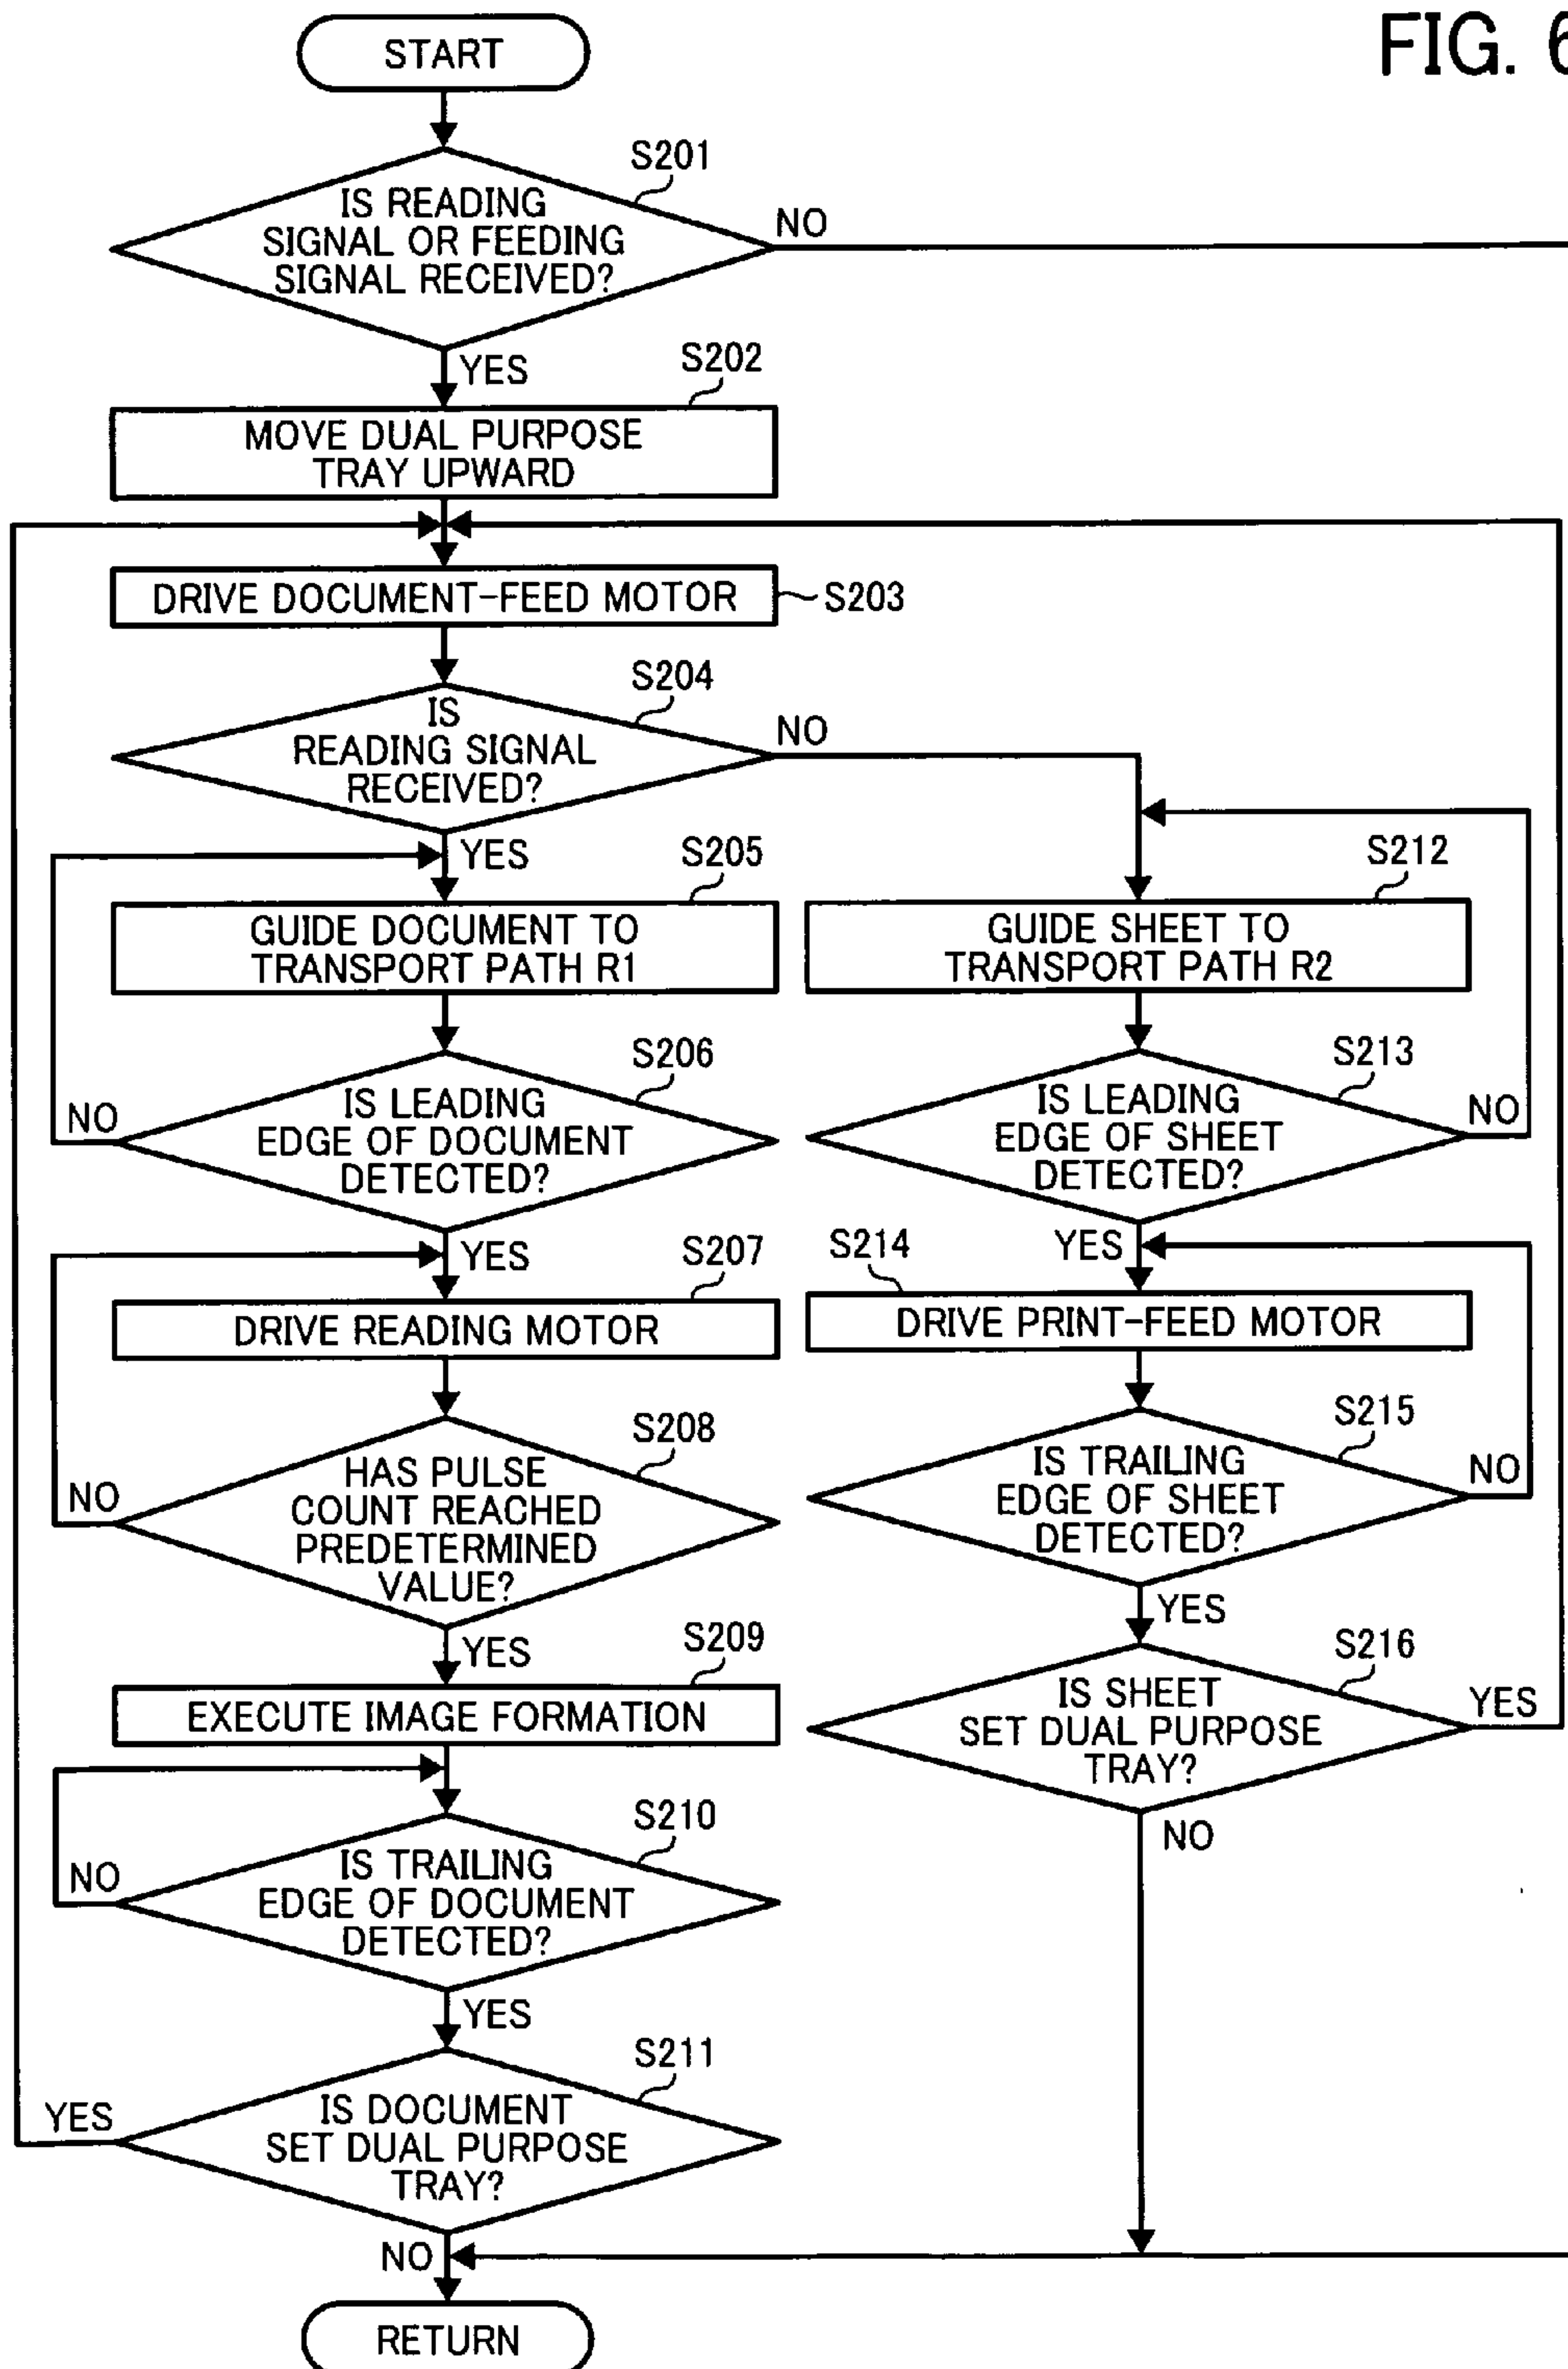 FIG. 6
START
S201
IS READING
SIGNAL OR FEEDING
SIGNAL RECEIVED?
NO
YES
S202
MOVE DUAL PURPOSE
TRAY UPWARD
DRIVE DOCUMENT-FEED MOTOR
S203
S204
IS
READING SIGNAL
RECEIVED?
NO
YES
S205
GUIDE DOCUMENT TO
TRANSPORT PATH R1
S206
IS LEADING
EDGE OF DOCUMENT
DETECTED?
NO
YES
S207
DRIVE READING MOTOR
S208
HAS PULSE
COUNT REACHED
PREDETERMINED
VALUE?
NO
YES
S209
EXECUTE IMAGE FORMATION
S210
IS TRAILING
EDGE OF DOCUMENT
DETECTED?
NO
YES
S211
IS DOCUMENT
SET DUAL PURPOSE
TRAY?
YES
NO
S212
GUIDE SHEET TO
TRANSPORT PATH R2
S213
IS LEADING
EDGE OF SHEET
DETECTED?
NO
YES
S214
DRIVE PRINT-FEED MOTOR
S215
IS TRAILING
EDGE OF SHEET
DETECTED?
NO
YES
S216
IS SHEET
SET DUAL PURPOSE
TRAY?
YES
NO
RETURN